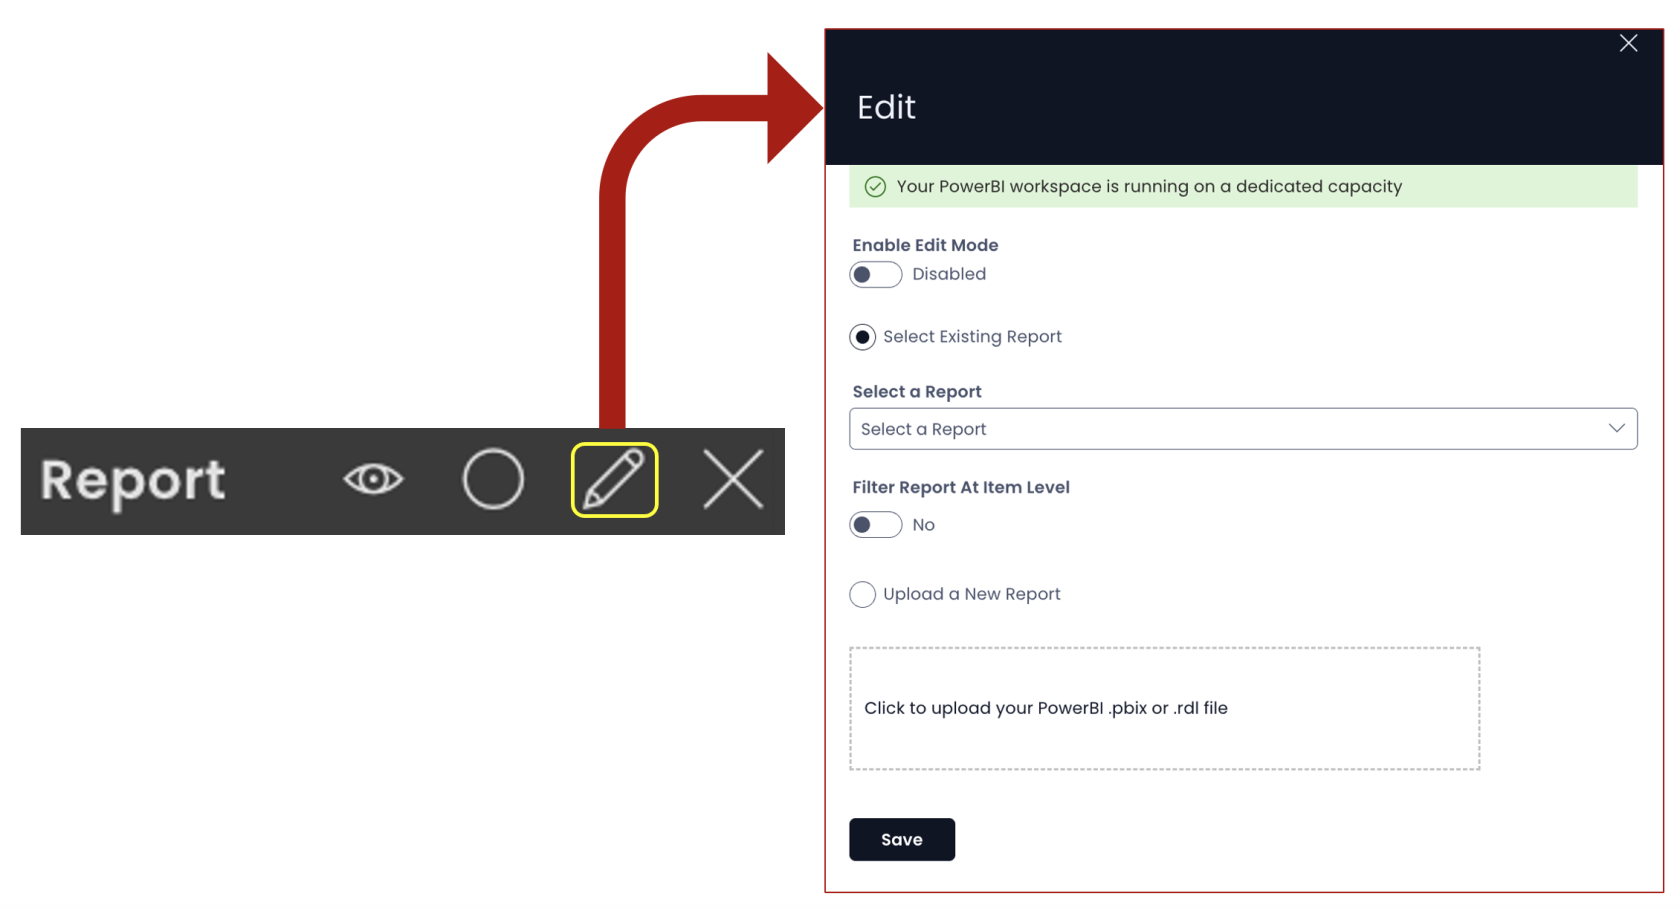 Report
Edit
Your PowerBI workspace is running on a dedicated capacity
Enable Edit Mode
Disabled
Select Existing Report
Select a Report
Select a Report
Filter Report At Item Level
No
Upload a New Report
Click to upload your PowerBI .pbix or .rdl file
Save